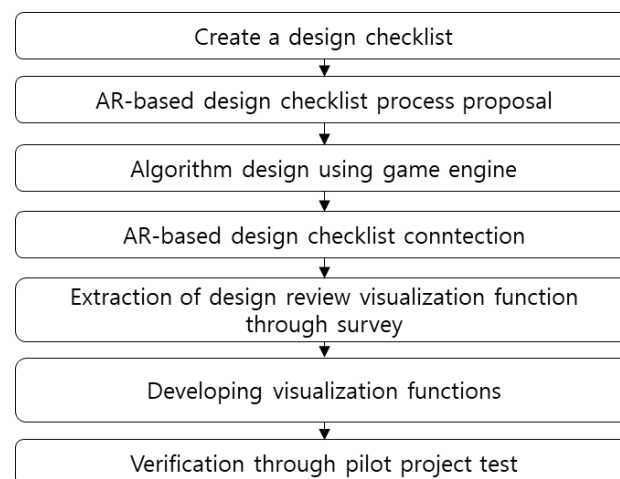 Create a design checklist
AR-based design checklist process proposal
Algorithm design using game engine
AR-based design checklist conntection
Extraction of design review visualization function
through survey
Developing visualization functions
Verification through pilot project test